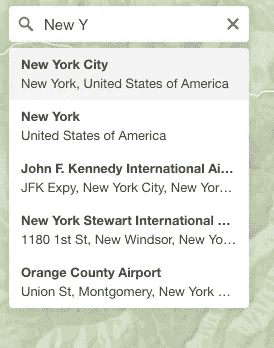 New Y
New York City
New York, United States of America
New York
United States of America
John F. Kennedy International Ai...
JFK Expy, New York City, New Yor...
New York Stewart International ...
1180 1st St, New Windsor, New Yo...
Orange County Airport
Union St, Montgomery, New York ...